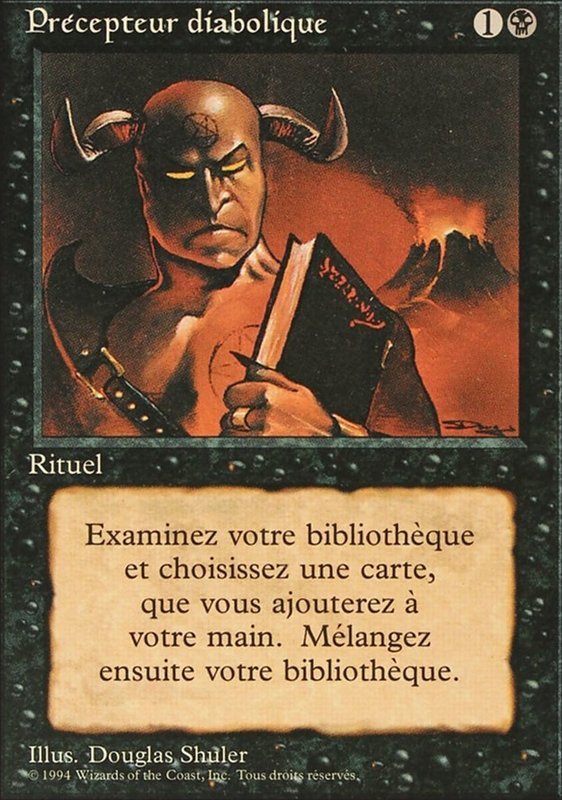 Précepteur diabolique 1
Rituel
Examinez votre bibliothèque
et choisissez une carte,
que vous ajouterez à
votre main. Mélangez
ensuite votre bibliothèque.
Illus. Douglas Shuler
© 1994 Wizards of the Coast, Inc. Tous droits réservés.